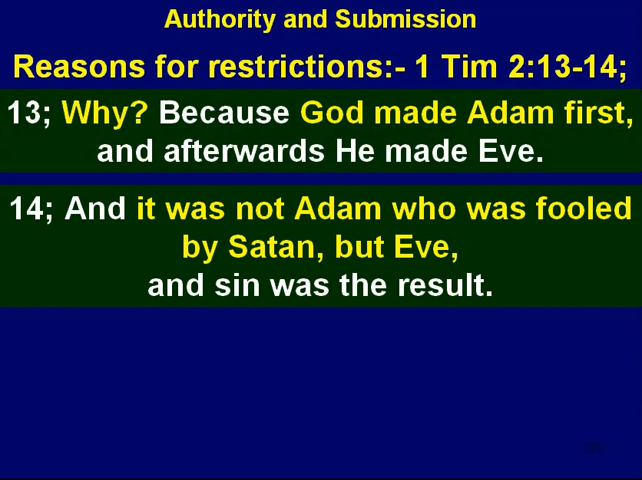 Authority and Submission
Reasons for restrictions:- 1 Tim 2:13-14;
13; Why? Because God made Adam first,
and afterwards He made Eve.
14; And it was not Adam who was fooled
by Satan, but Eve,
and sin was the result.